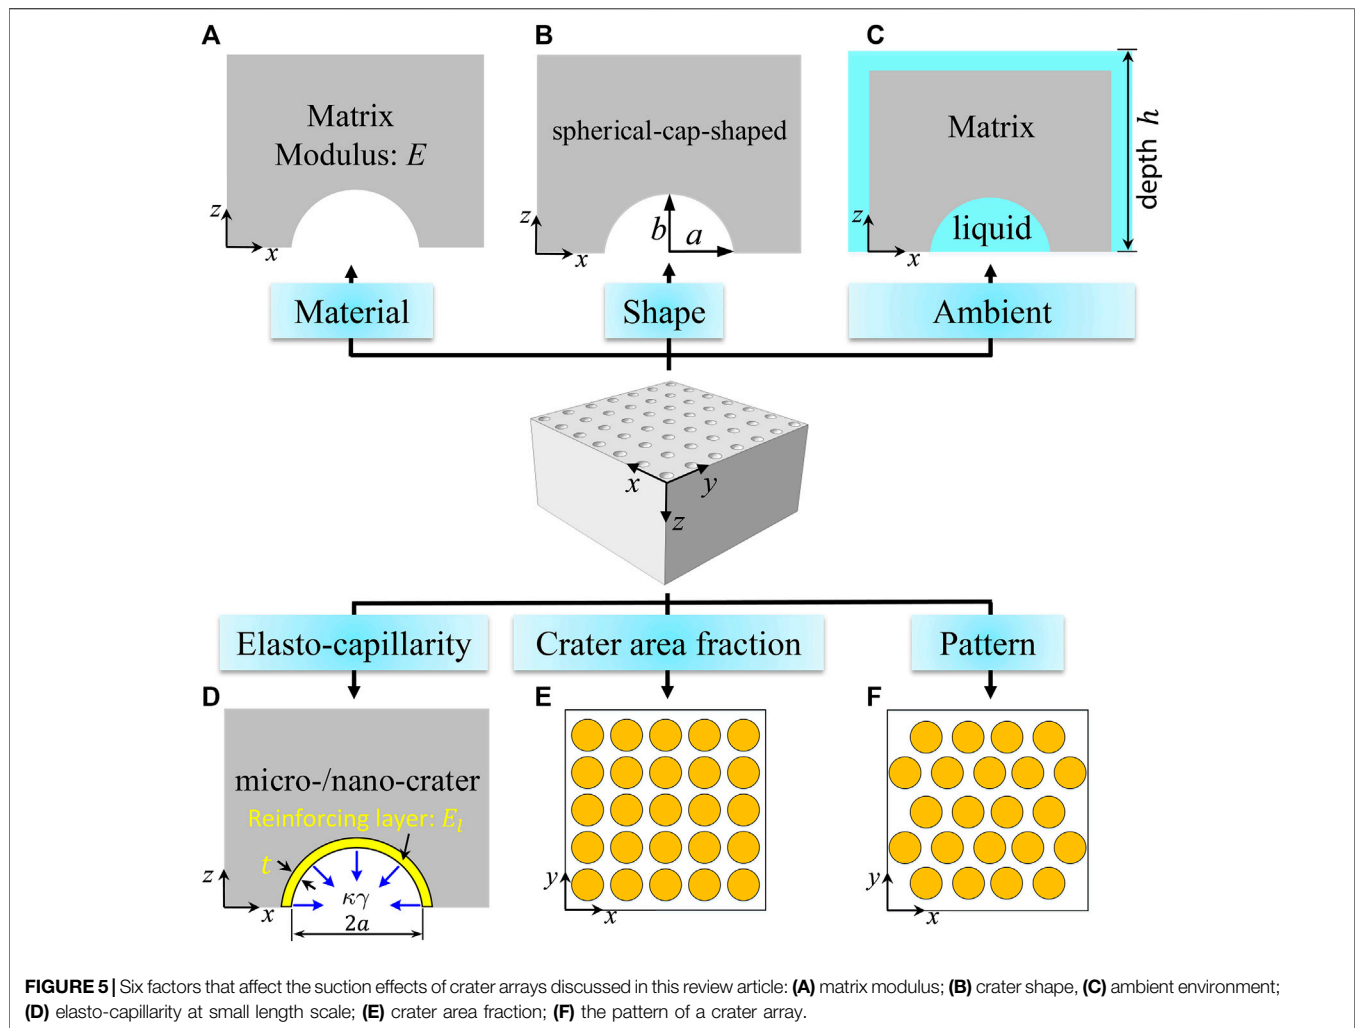 A
B
C
Matrix
Modulus: E
z
x
spherical-cap-shaped
b
a
z
x
Matrix
liquid
depth h
z
x
Material
Shape
Ambient
x
y
z
Elasto-capillarity
Crater area fraction
Pattern
D
E
F
micro-/nano-crater
Reinforcing layer: E_l
t
κγ
2a
z
x
y
x
y
x
FIGURE 5 | Six factors that affect the suction effects of crater arrays discussed in this review article: (A) matrix modulus; (B) crater shape, (C) ambient environment;
(D) elasto-capillarity at small length scale; (E) crater area fraction; (F) the pattern of a crater array.